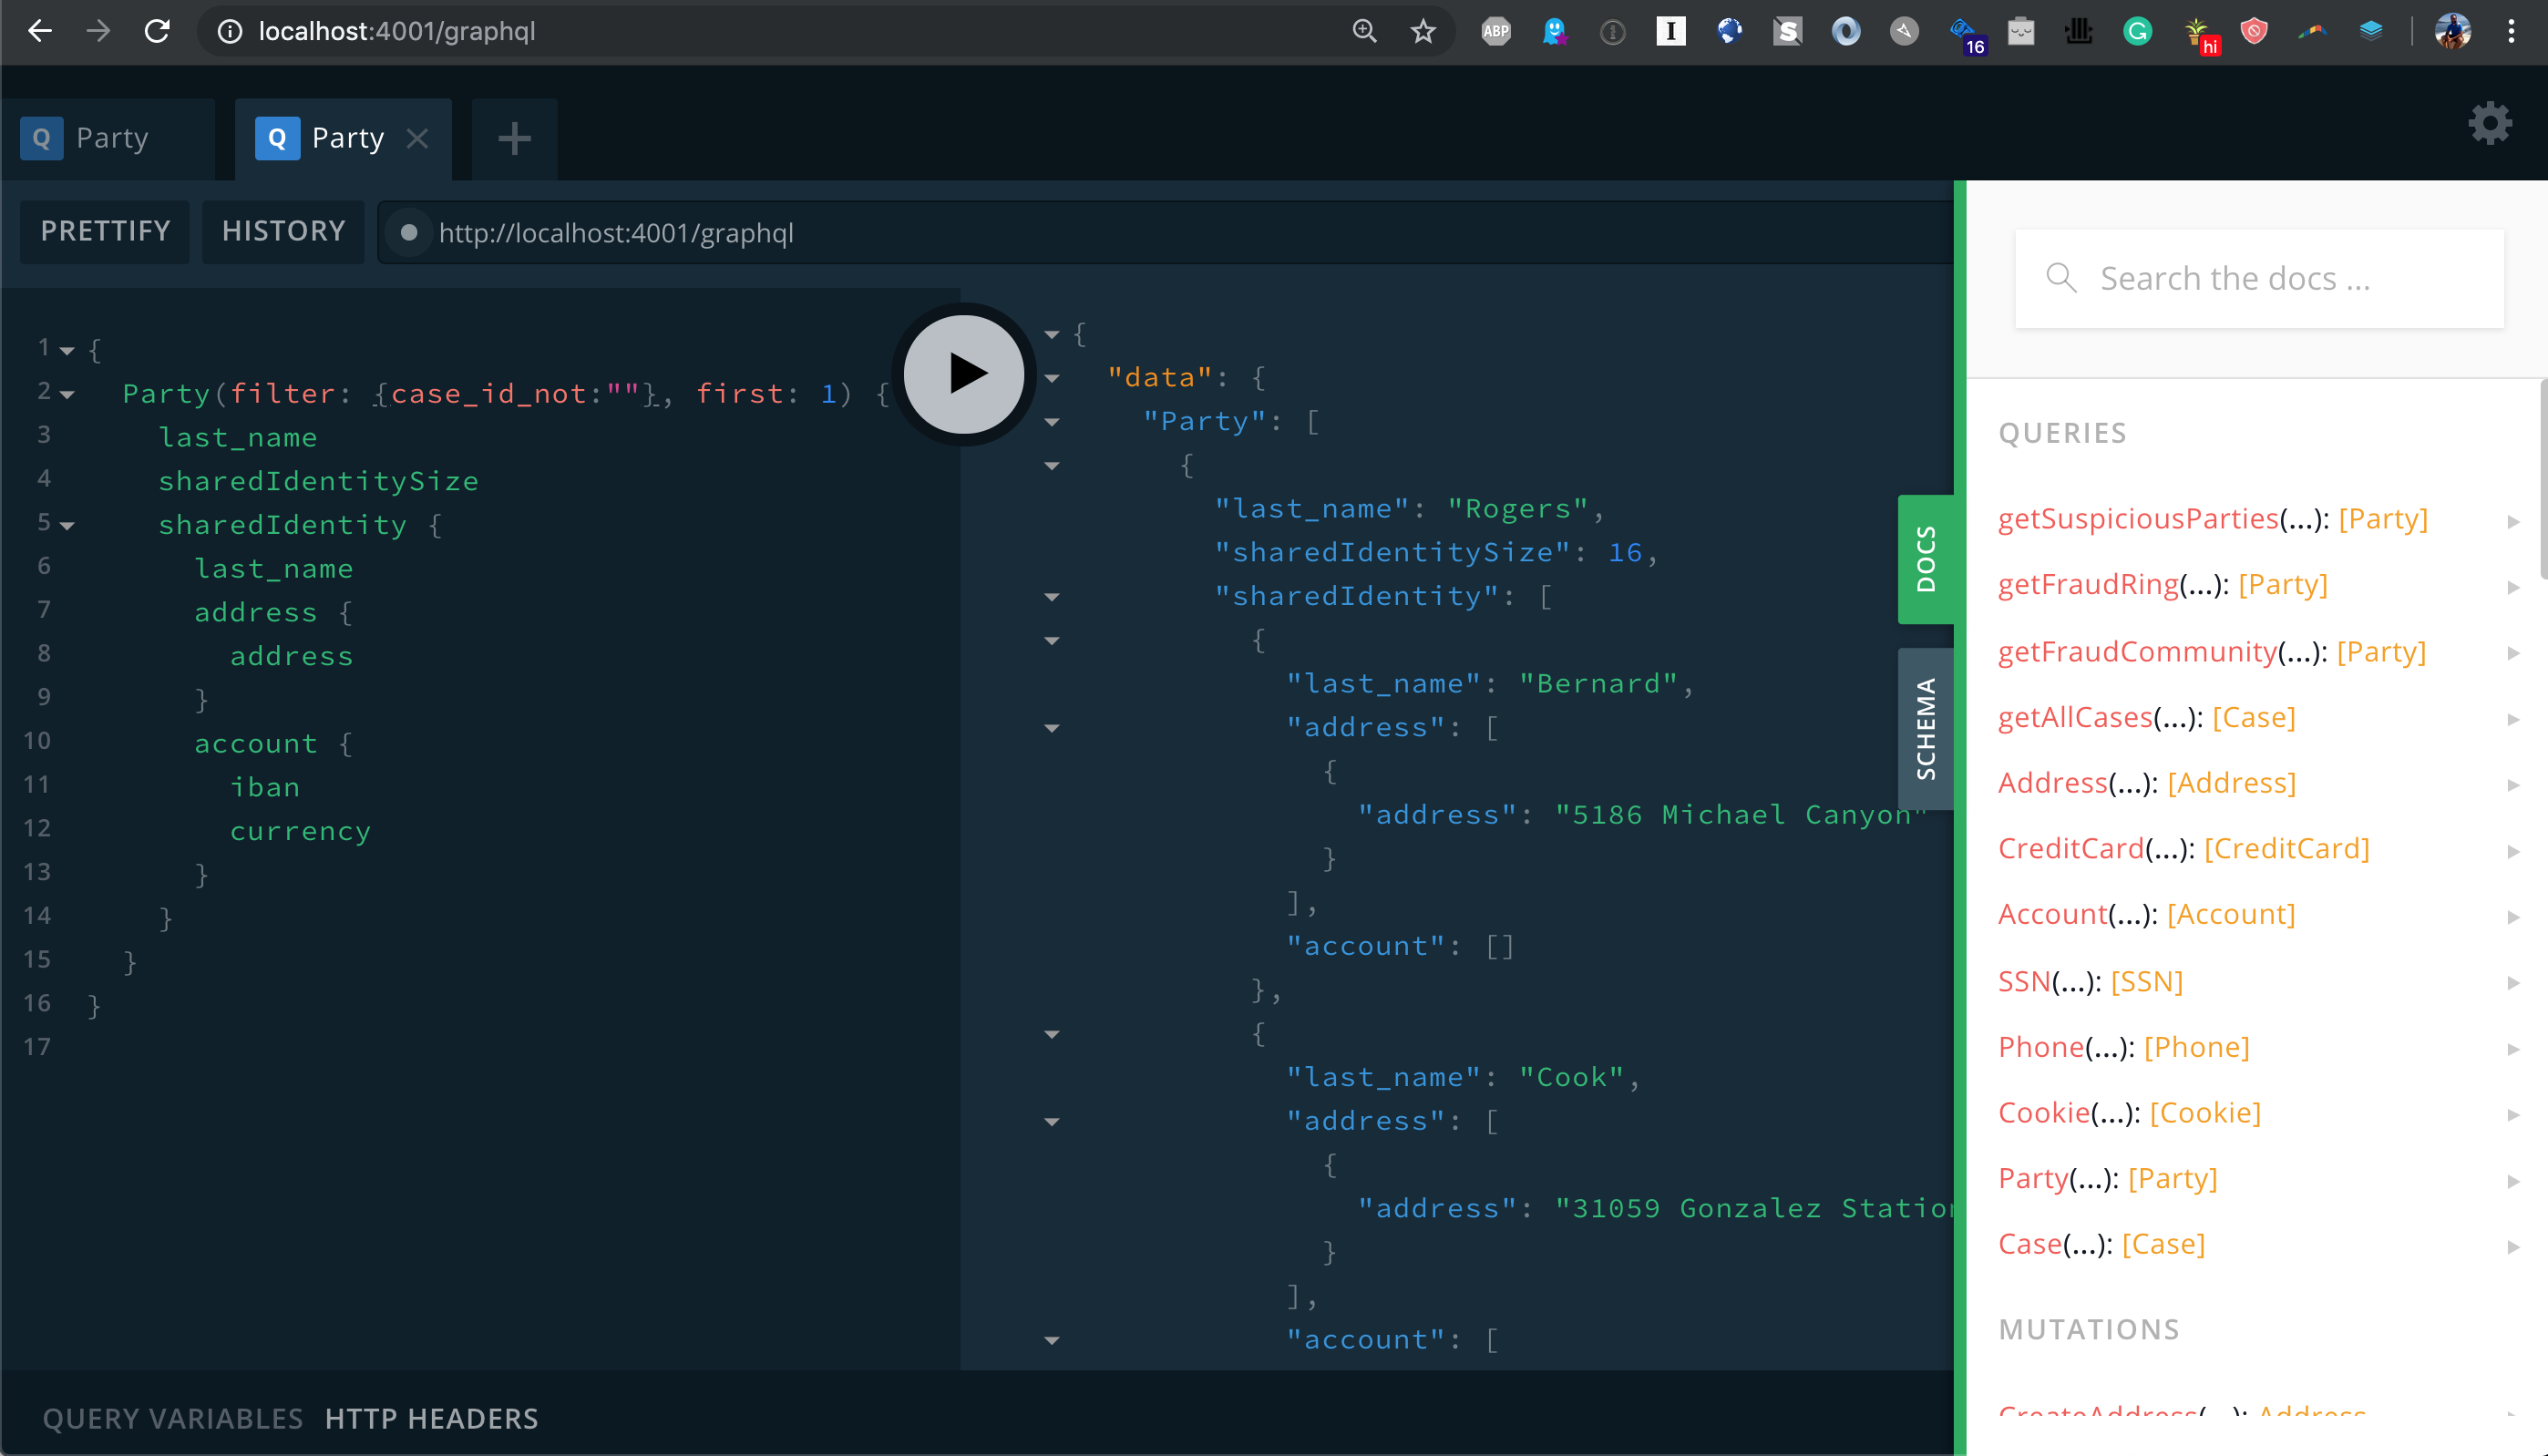 localhost:4001/graphql
ABP
I
S
16
G
hi
Q Party
Q Party
PRETTIFY
HISTORY
http://localhost:4001/graphql
1 {
2 Party(filter: {case_id_not:""}, first: 1) {
3 last_name
4 sharedIdentitySize
5 sharedIdentity {
6 last_name
7 address {
8 address
9 }
10 account {
11 iban
12 currency
13 }
14 }
15 }
16 }
17
{
"data": {
"Party": [
{
"last_name": "Rogers",
"sharedIdentitySize": 16,
"sharedIdentity": [
{
"last_name": "Bernard",
"address": [
{
"address": "5186 Michael Canyon"
}
],
"account": []
},
{
"last_name": "Cook",
"address": [
{
"address": "31059 Gonzalez Station
}
],
"account": [
DOCS
SCHEMA
Search the docs ...
QUERIES
getSuspiciousParties(...): [Party]
getFraudRing(...): [Party]
getFraudCommunity(...): [Party]
getAllCases(...): [Case]
Address(...): [Address]
CreditCard(...): [CreditCard]
Account(...): [Account]
SSN(...): [SSN]
Phone(...): [Phone]
Cookie(...): [Cookie]
Party(...): [Party]
Case(...): [Case]
MUTATIONS
CreateAddress(...): Address
QUERY VARIABLES
HTTP HEADERS